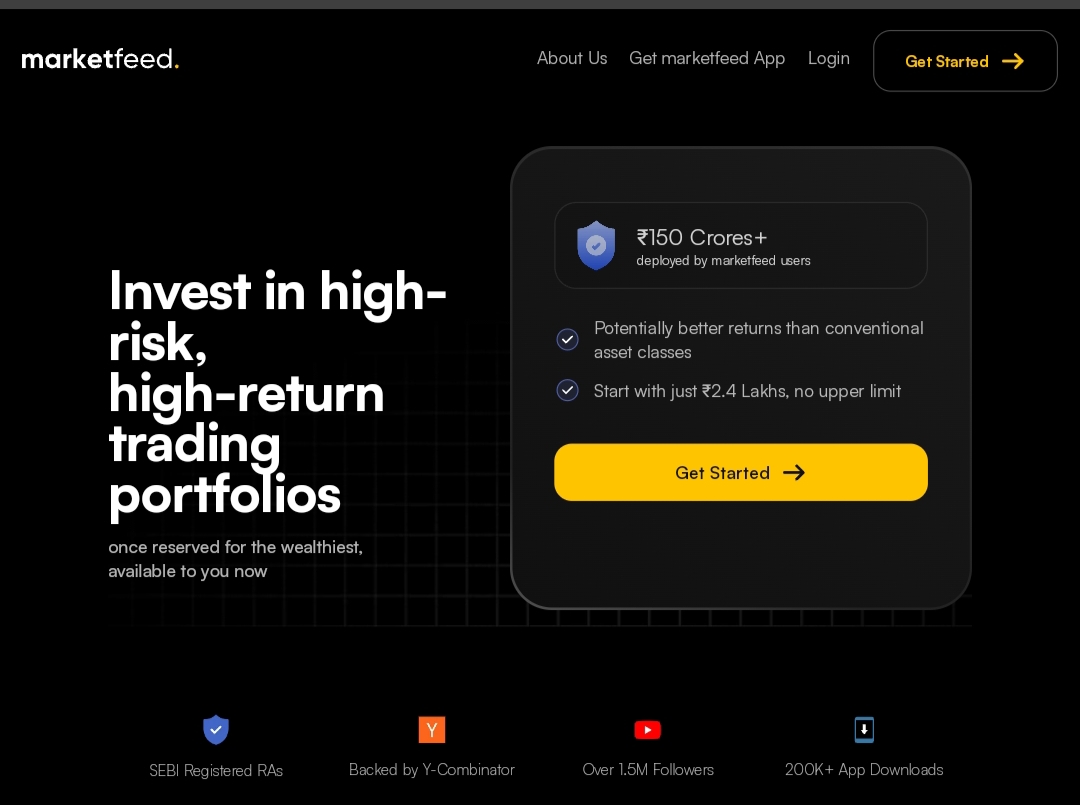 marketfeed.
About Us
Get marketfeed App
Login
Get Started
Invest in high-
risk,
high-return
trading
portfolios
once reserved for the wealthiest,
available to you now
₹150 Crores+
deployed by marketfeed users
Potentially better returns than conventional
asset classes
Start with just ₹2.4 Lakhs, no upper limit
Get Started
Y
SEBI Registered RAs
Backed by Y-Combinator
Over 1.5M Followers
200K+ App Downloads